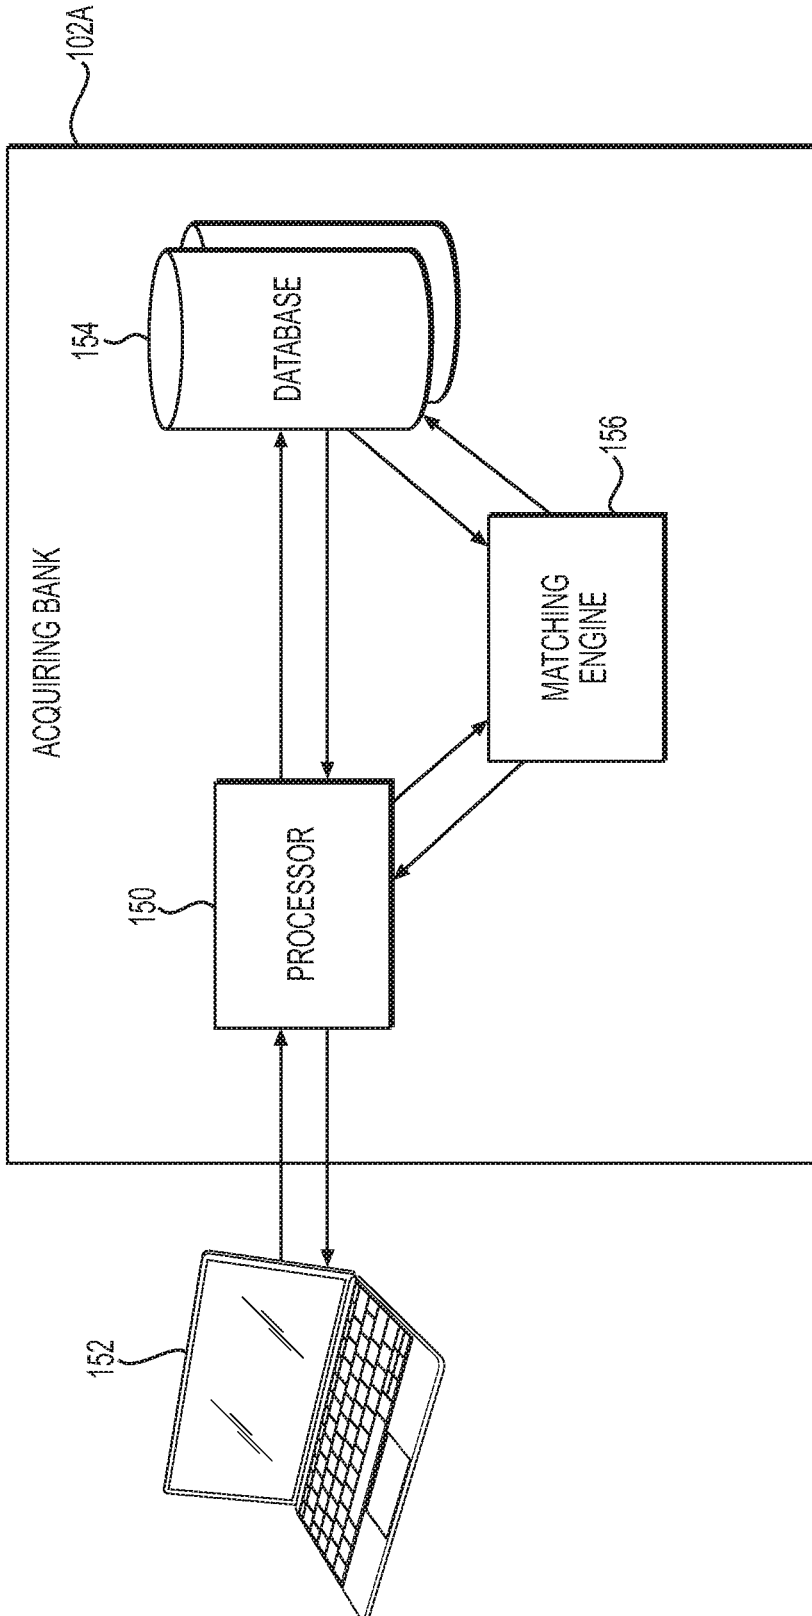 102A
ACQUIRING BANK
154
DATABASE
156
MATCHING
ENGINE
150
PROCESSOR
152